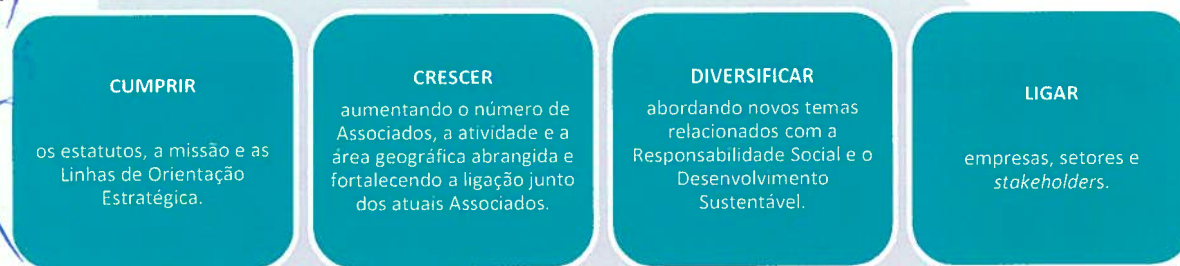 CUMPRIR
os estatutos, a missão e as
Linhas de Orientação
Estratégica.
CRESCER
aumentando o número de
Associados, a atividade e a
área geográfica abrangida e
fortalecendo a ligação junto
dos atuais Associados.
DIVERSIFICAR
abordando novos temas
relacionados com a
Responsabilidade Social e o
Desenvolvimento
Sustentável.
LIGAR
empresas, setores e
stakeholders.